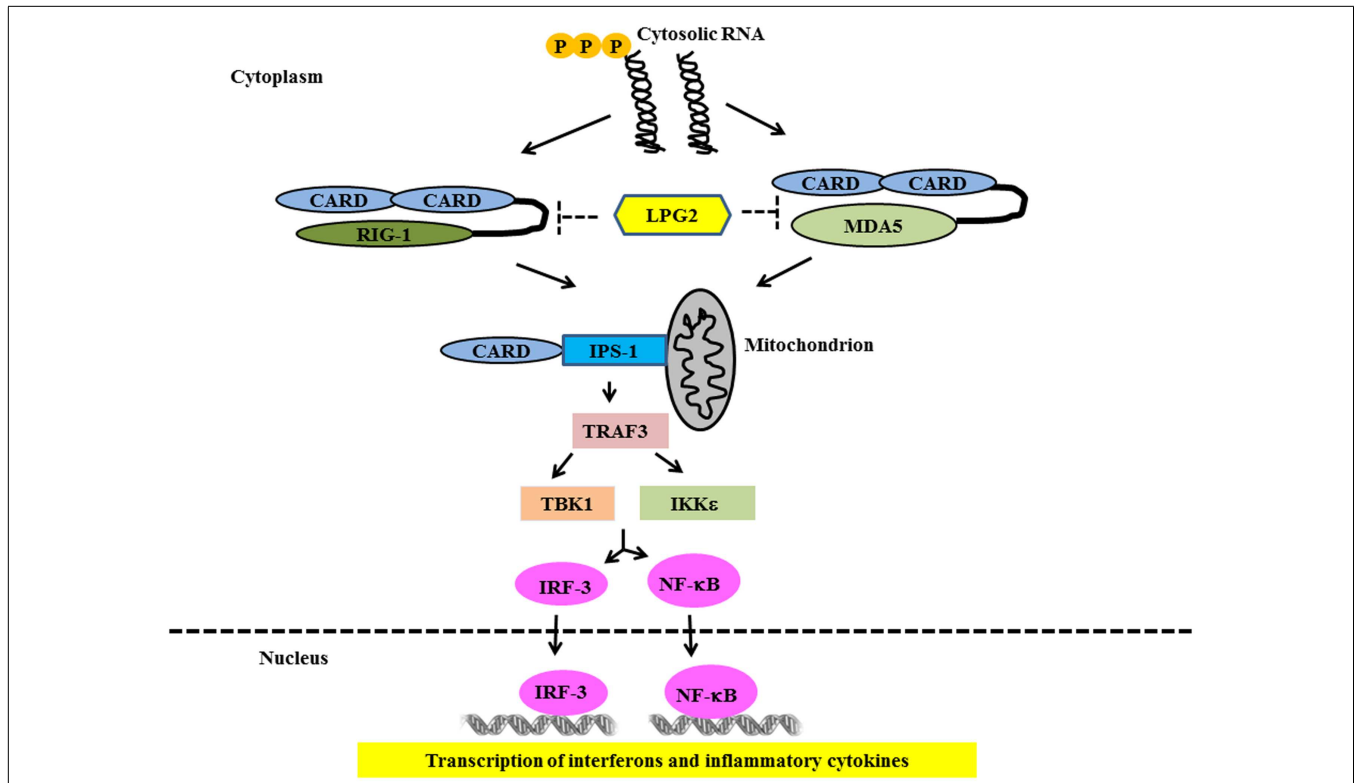 P P P
Cytosolic RNA
Cytoplasm
CARD CARD
RIG-1
LPG2
CARD CARD
MDA5
CARD
IPS-1
Mitochondrion
TRAF3
TBK1
IKKε
IRF-3
NF-κB
Nucleus
IRF-3
NF-κB
Transcription of interferons and inflammatory cytokines